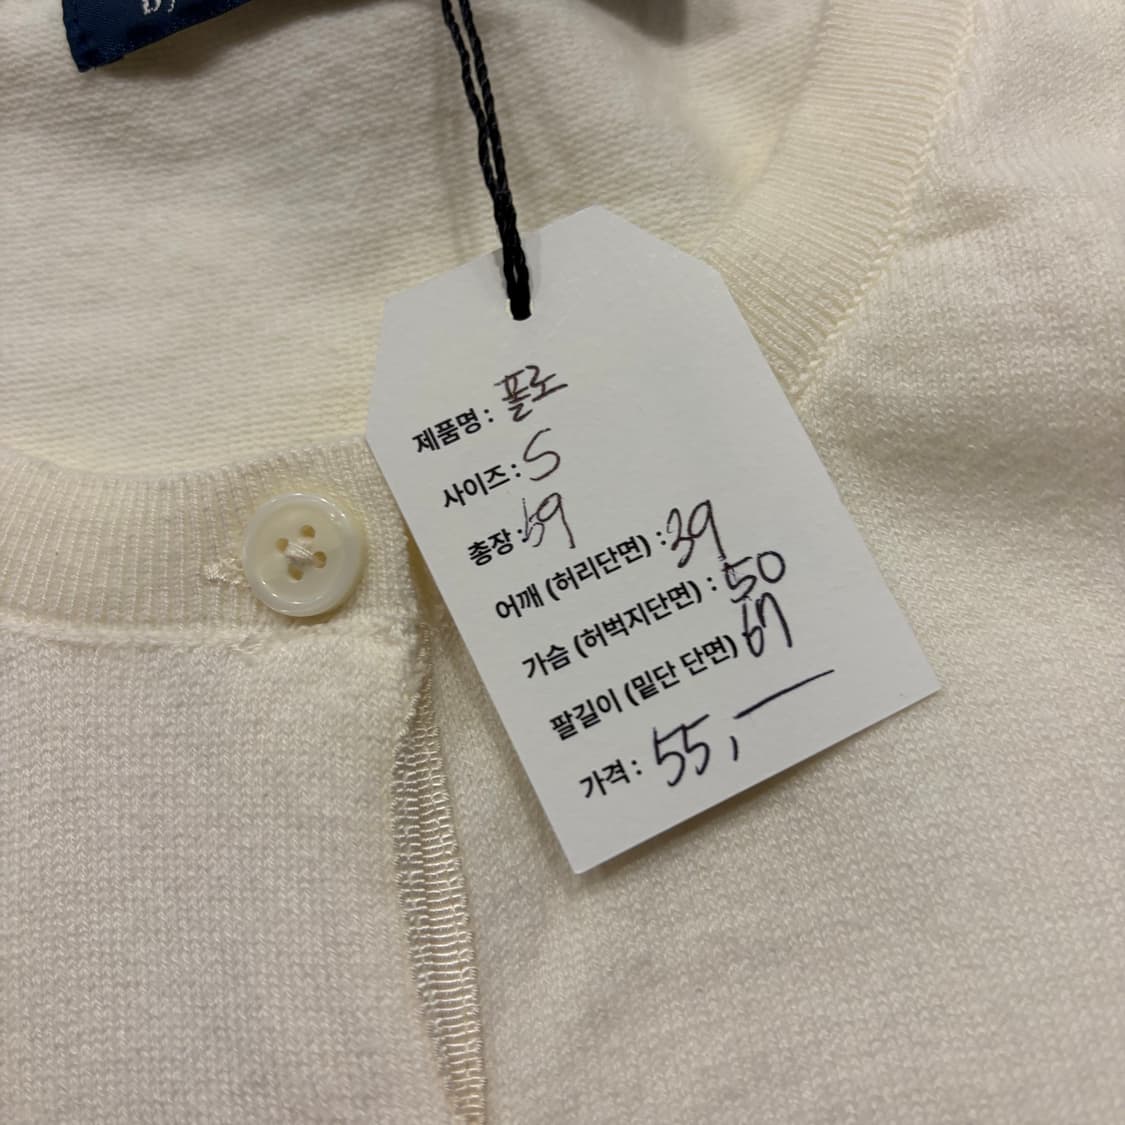 제품명 : 폴로
사이즈 : S
총장 : 59
어깨 (허리단면) : 39
가슴 (허벅지단면) : 50
팔길이 (밑단 단면) 67
가격 : 55,—